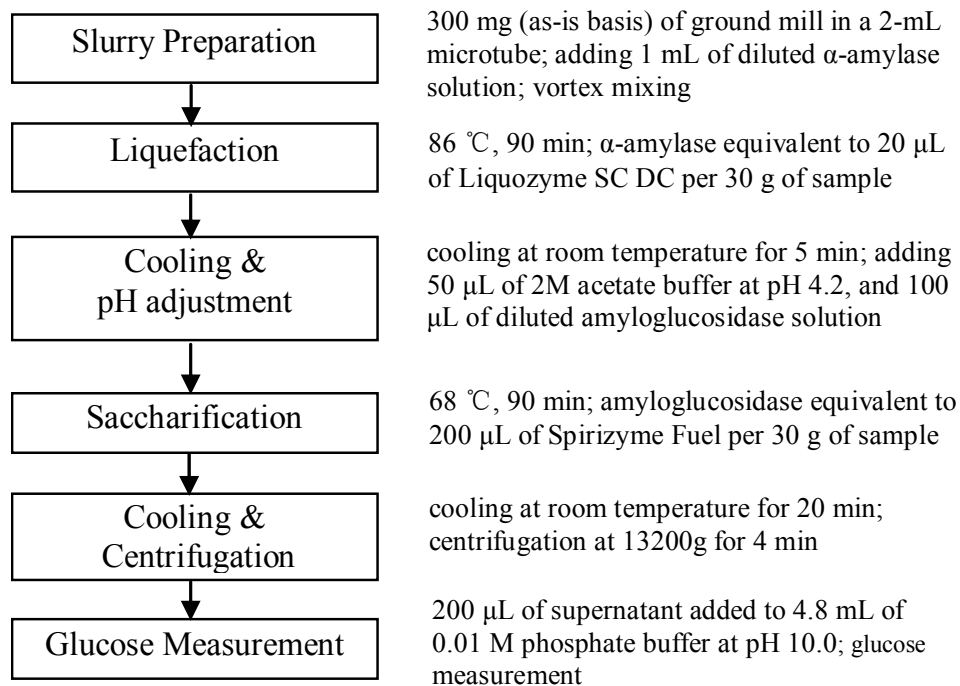 Slurry Preparation
300 mg (as-is basis) of ground mill in a 2-mL
microtube; adding 1 mL of diluted α-amylase
solution; vortex mixing
Liquefaction
86 ℃, 90 min; α-amylase equivalent to 20 μL
of Liquozyme SC DC per 30 g of sample
Cooling &
pH adjustment
cooling at room temperature for 5 min; adding
50 μL of 2M acetate buffer at pH 4.2, and 100
μL of diluted amyloglucosidase solution
Saccharification
68 ℃, 90 min; amyloglucosidase equivalent to
200 μL of Spirizyme Fuel per 30 g of sample
Cooling &
Centrifugation
cooling at room temperature for 20 min;
centrifugation at 13200g for 4 min
Glucose Measurement
200 μL of supernatant added to 4.8 mL of
0.01 M phosphate buffer at pH 10.0; glucose
measurement